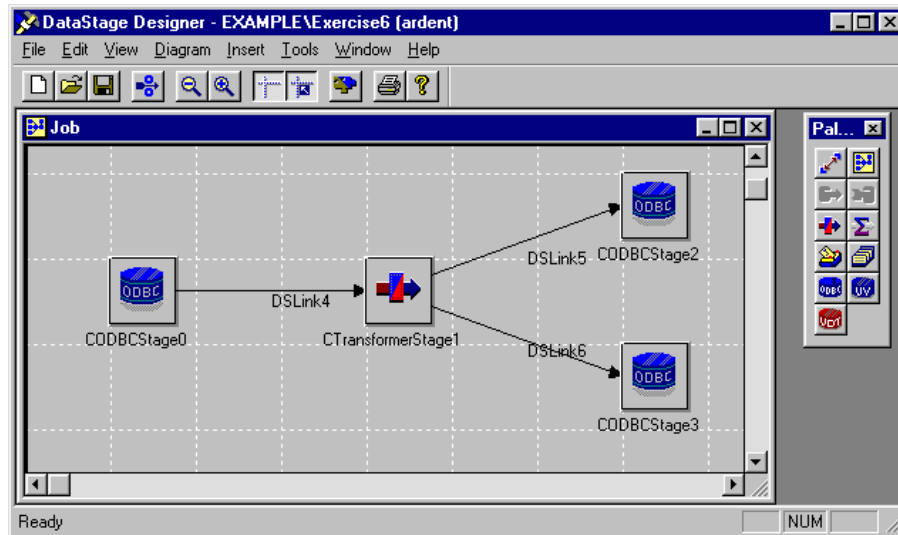 DataStage Designer - EXAMPLE\Exercise6 (ardent)
File Edit View Diagram Insert Tools Window Help
Job
Pal...
ODBC
CODBCStage2
DSLink5
ODBC
DSLink4
CODBCStage0
CTransformerStage1
DSLink6
ODBC
CODBCStage3
ODBC UV
Ready
NUM